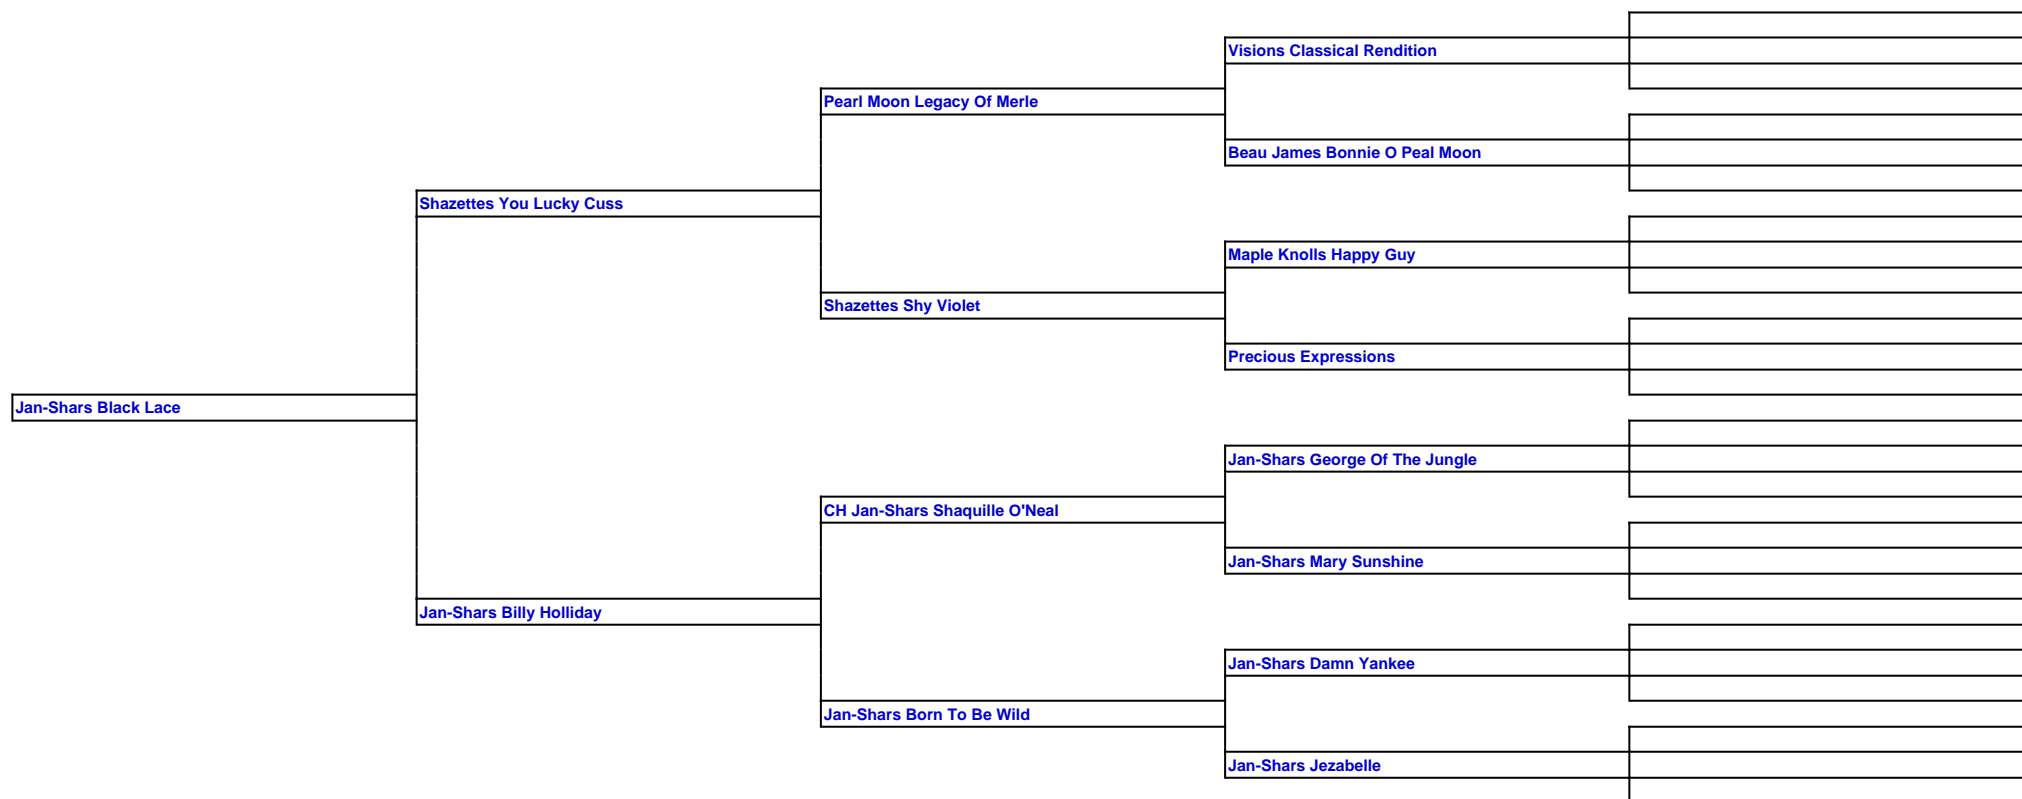 Visions Classical Rendition
Pearl Moon Legacy Of Merle
Beau James Bonnie O Peal Moon
Shazettes You Lucky Cuss
Maple Knolls Happy Guy
Shazettes Shy Violet
Precious Expressions
Jan-Shars Black Lace
Jan-Shars George Of The Jungle
CH Jan-Shars Shaquille O'Neal
Jan-Shars Mary Sunshine
Jan-Shars Billy Holliday
Jan-Shars Damn Yankee
Jan-Shars Born To Be Wild
Jan-Shars Jezabelle